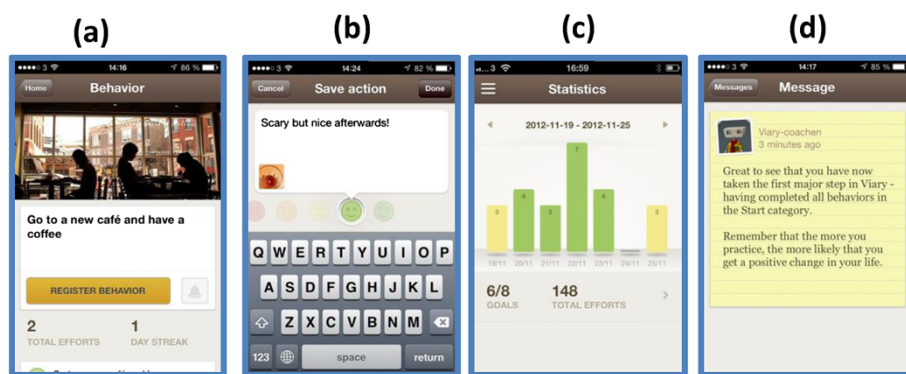 (a)
(b)
(c)
(d)
3
14:16
86 %
Home
Behavior
Go to a new café and have a
coffee
REGISTER BEHAVIOR
2
1
TOTAL EFFORTS
DAY STREAK
3
14:24
82 %
Cancel
Save action
Done
Scary but nice afterwards!
Q W E R T Y U I O P
A S D F G H J K L
Z X C V B N M
123
space
return
3
16:59
Statistics
2012-11-19 - 2012-11-25
3
4
3
7
4
3
19/11 20/11 21/11 22/11 23/11 24/11 25/11
6/8
148
GOALS
TOTAL EFFORTS
3
14:17
85 %
Messages
Message
Viary-coachen
3 minutes ago
Great to see that you have now
taken the first major step in Viary -
having completed all behaviors in
the Start category.
Remember that the more you
practice, the more likely that you
get a positive change in your life.